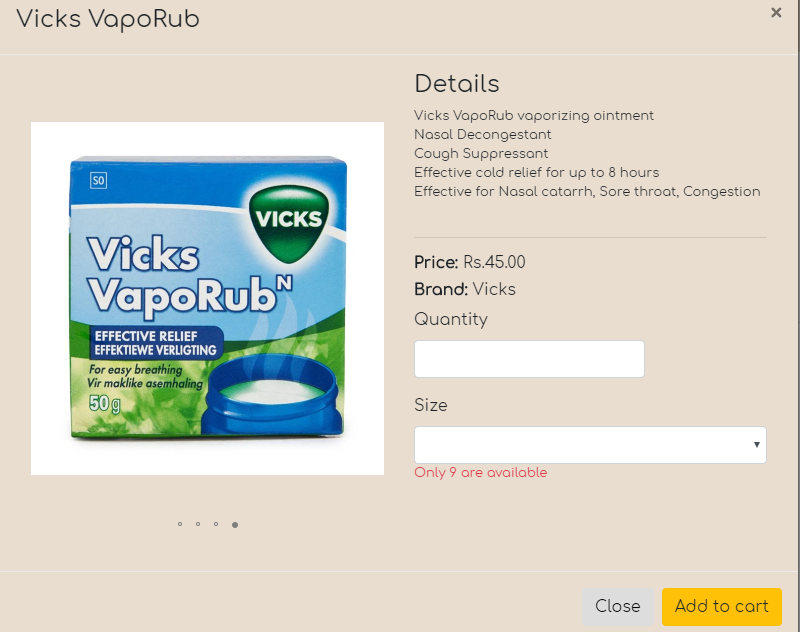 Vicks VapoRub
×
Details
Vicks VapoRub vaporizing ointment
Nasal Decongestant
Cough Suppressant
Effective cold relief for up to 8 hours
Effective for Nasal catarrh, Sore throat, Congestion
SO
VICKS
Vicks
VapoRub N
EFFECTIVE RELIEF
EFFEKTIEWE VERLIGTING
For easy breathing
Vir maklike asemhaling
50 g
Price: Rs.45.00
Brand: Vicks
Quantity
Size
Only 9 are available
Close
Add to cart